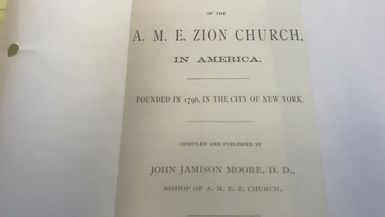 OF THE
A. M. E. ZION CHURCH,
IN AMERICA.
FOUNDED IN 1796, IN THE CITY OF NEW YORK.
COMPILED AND PUBLISHED BY
JOHN JAMISON MOORE, D. D.,
BISHOP OF A. M. E. Z. CHURCH.